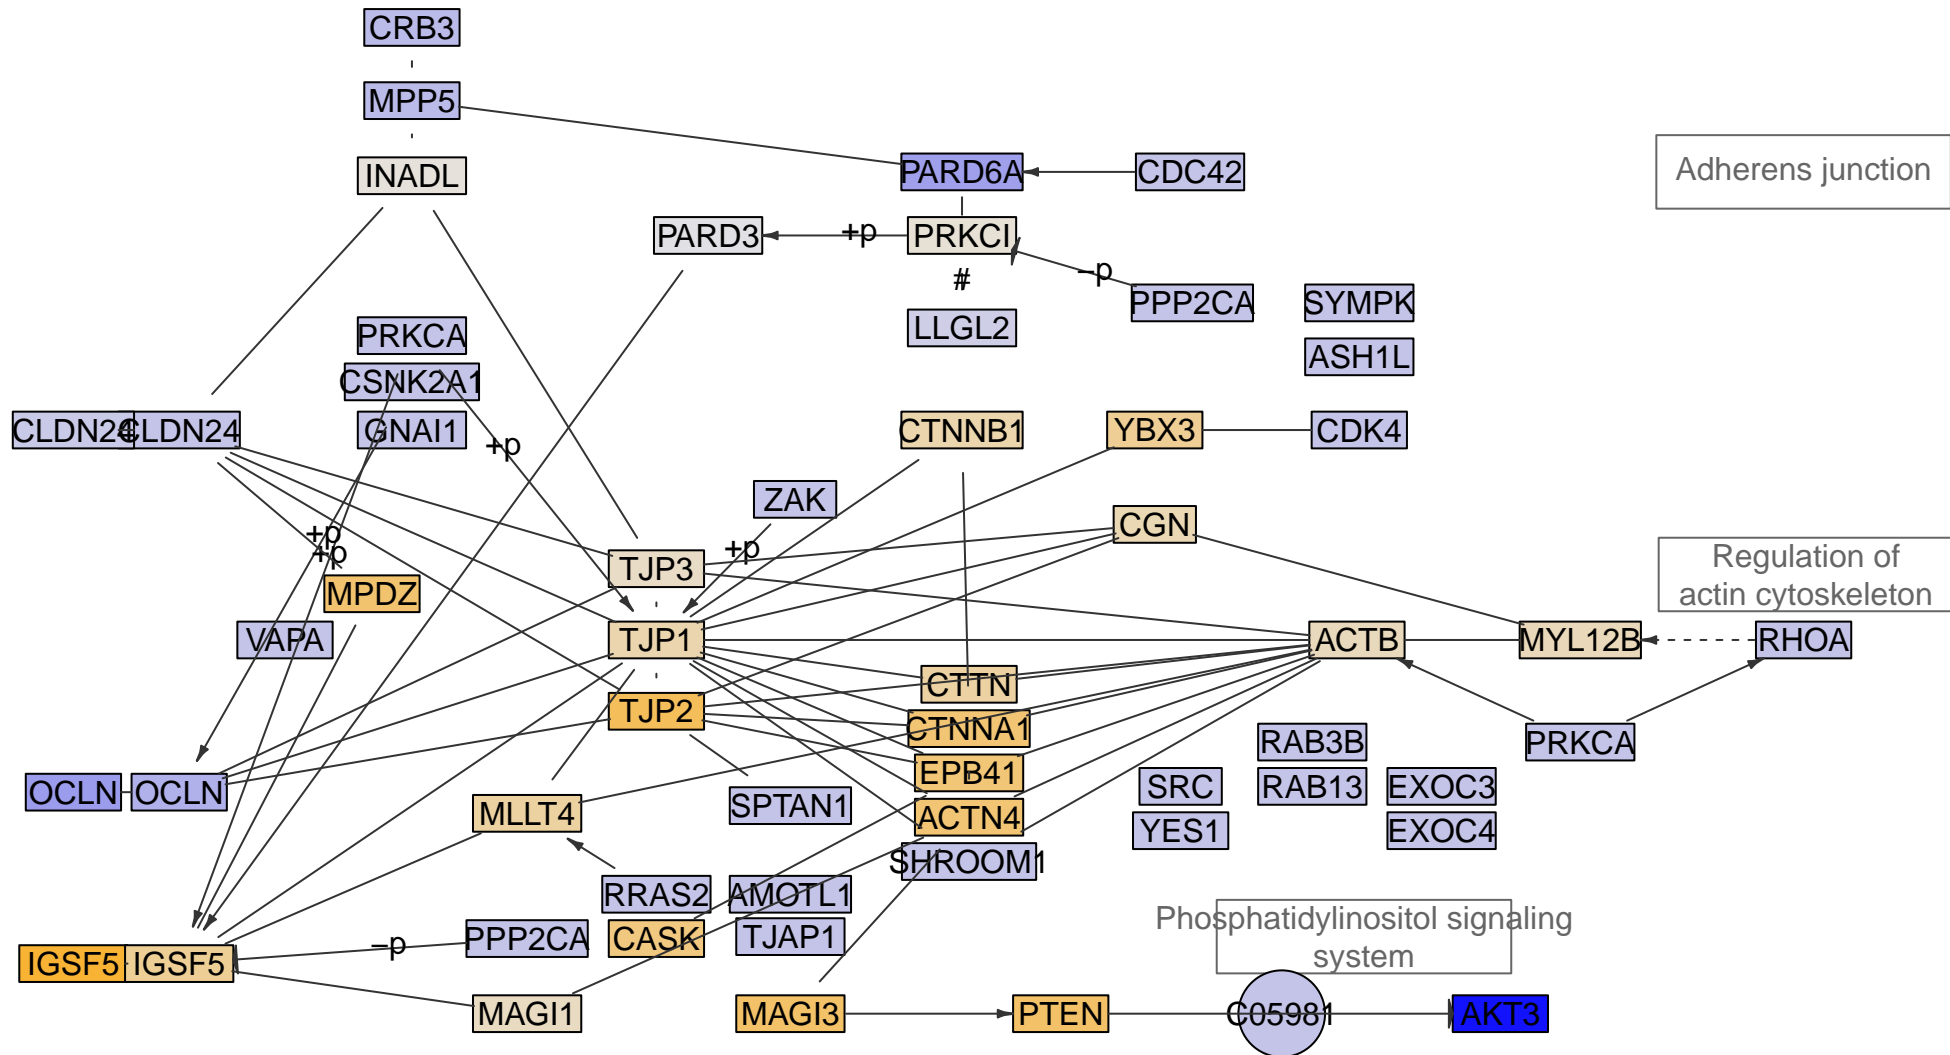 CRB3
MPP5
INADL
PARD6A
CDC42
Adherens junction
PARD3
+p
PRKCI
–p
#
PPP2CA
SYMPK
LLGL2
PRKCA
ASH1L
CSNK2A1
CLDN24
CLDN24
GNAI1
+p
CTNNB1
YBX3
CDK4
ZAK
CGN
+p
+p
+p
TJP3
Regulation of
actin cytoskeleton
MPDZ
VAPA
TJP1
ACTB
MYL12B
RHOA
CTTN
TJP2
CTNNA1
RAB3B
PRKCA
EPB41
OCLN
OCLN
SRC
RAB13
EXOC3
MLLT4
SPTAN1
ACTN4
YES1
EXOC4
SHROOM1
RRAS2
AMOTL1
Phosphatidylinositol signaling
system
PPP2CA
CASK
TJAP1
–p
IGSF5
IGSF5
MAGI1
MAGI3
PTEN
C05981
AKT3